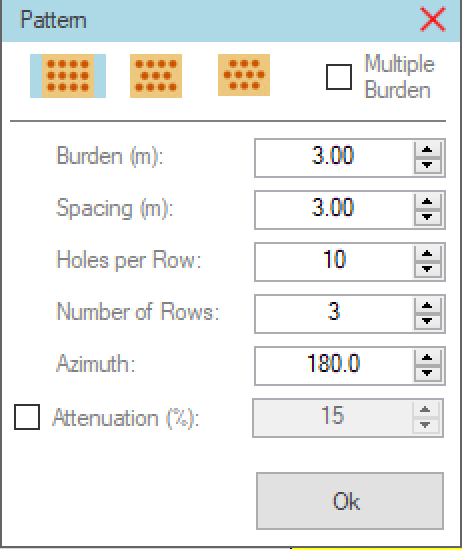 Pattern
Multiple
Burden
Burden (m): 3.00
Spacing (m): 3.00
Holes per Row: 10
Number of Rows: 3
Azimuth: 180.0
Attenuation (%): 15
Ok